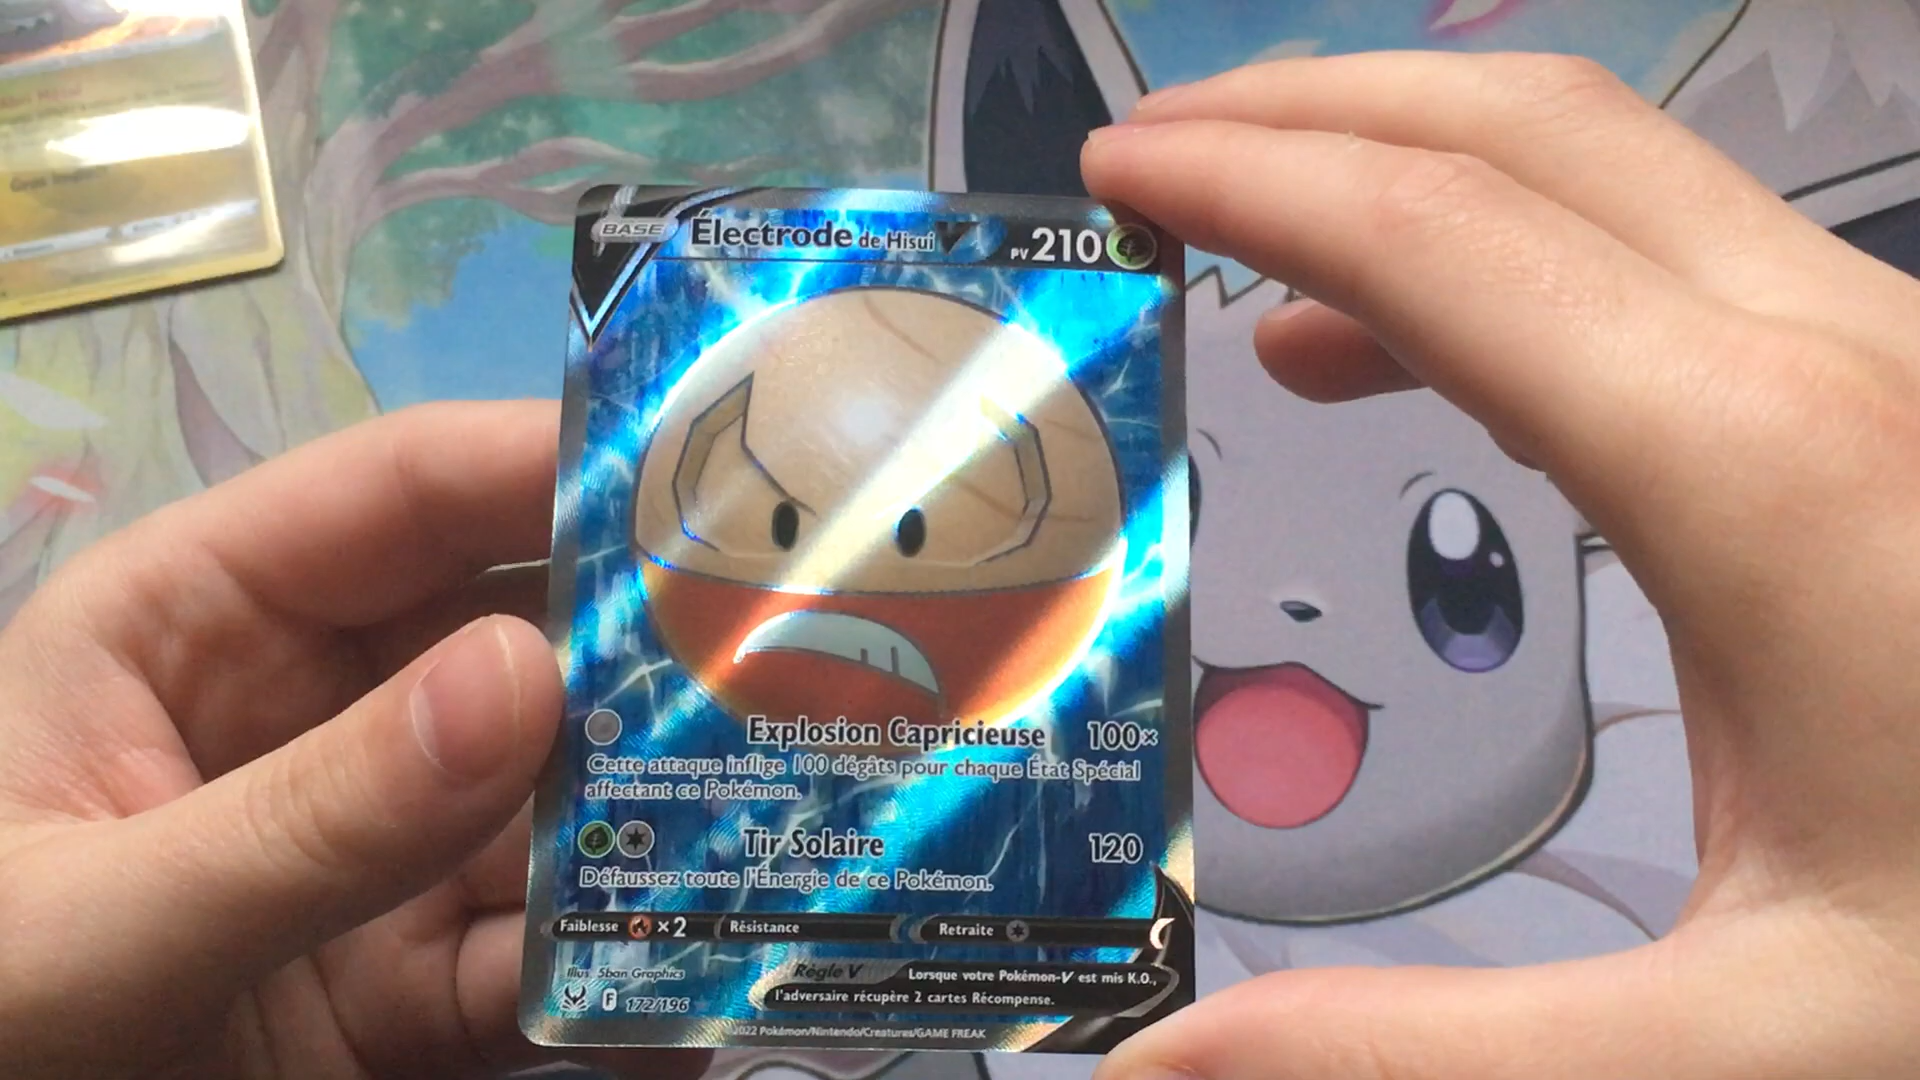 BASE Électrode de Hisui V PV 210
Explosion Capricieuse 100×
Cette attaque inflige 100 dégâts pour chaque État Spécial
affectant ce Pokémon.
Tir Solaire 120
Défaussez toute l'Énergie de ce Pokémon.
Faiblesse ×2 Résistance Retraite
Illus. 5ban Graphics
Règle V Lorsque votre Pokémon-V est mis K.O.,
l'adversaire récupère 2 cartes Récompense.
F 172/196
2022 Pokémon/Nintendo/Creatures/GAME FREAK